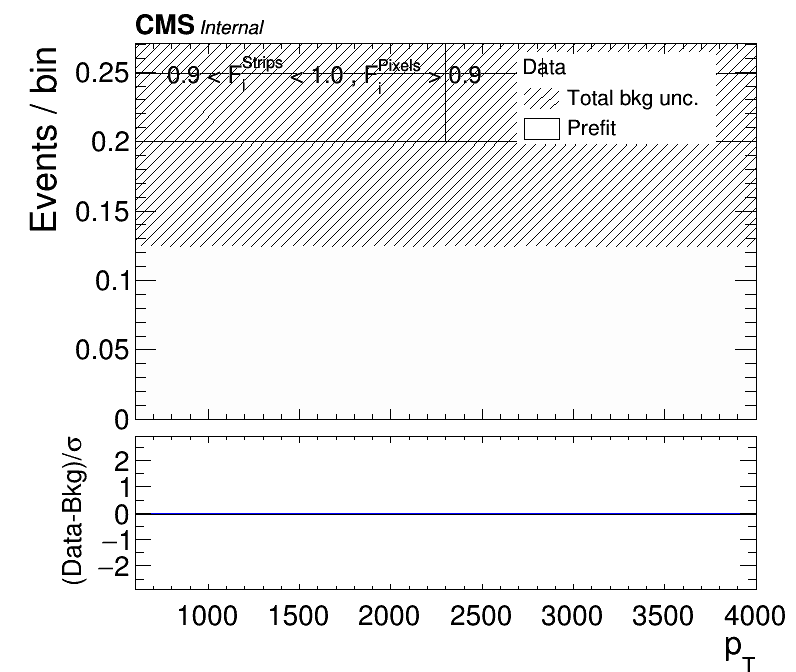 CMS Internal
Events / bin
0.9 < F_i^Strips < 1.0 , F_i^Pixels > 0.9
Data
Total bkg unc.
Prefit
0.25
0.2
0.15
0.1
0.05
0
(Data-Bkg)/σ
2
1
0
−1
−2
1000 1500 2000 2500 3000 3500 4000
p_T